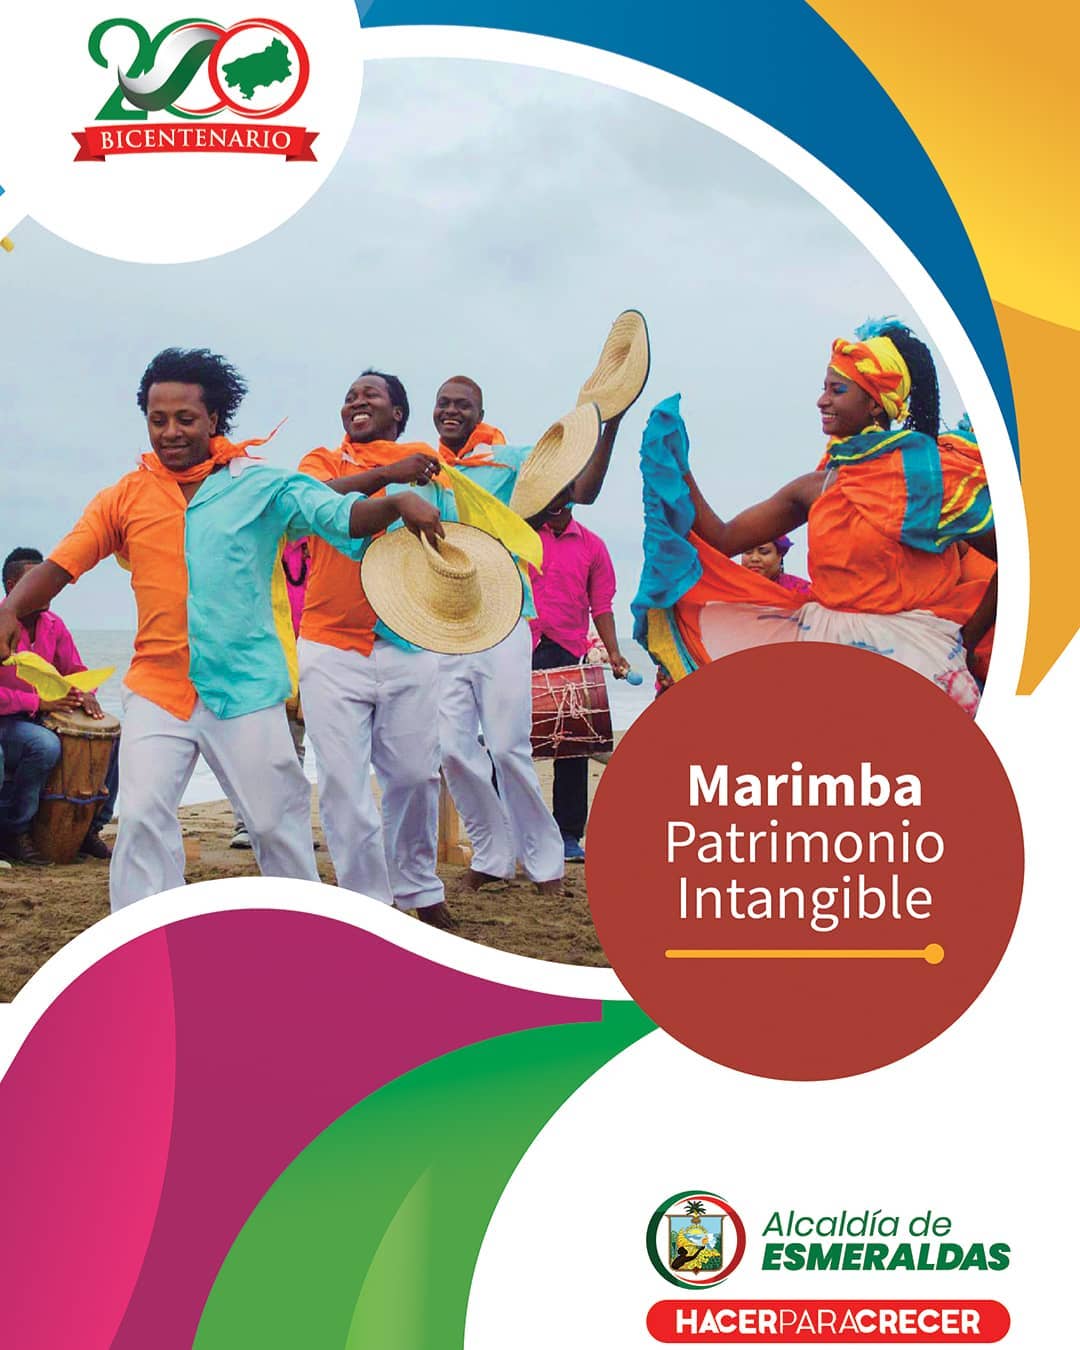 200
BICENTENARIO
Marimba
Patrimonio
Intangible
Alcaldía de
ESMERALDAS
HACERPARACRECER